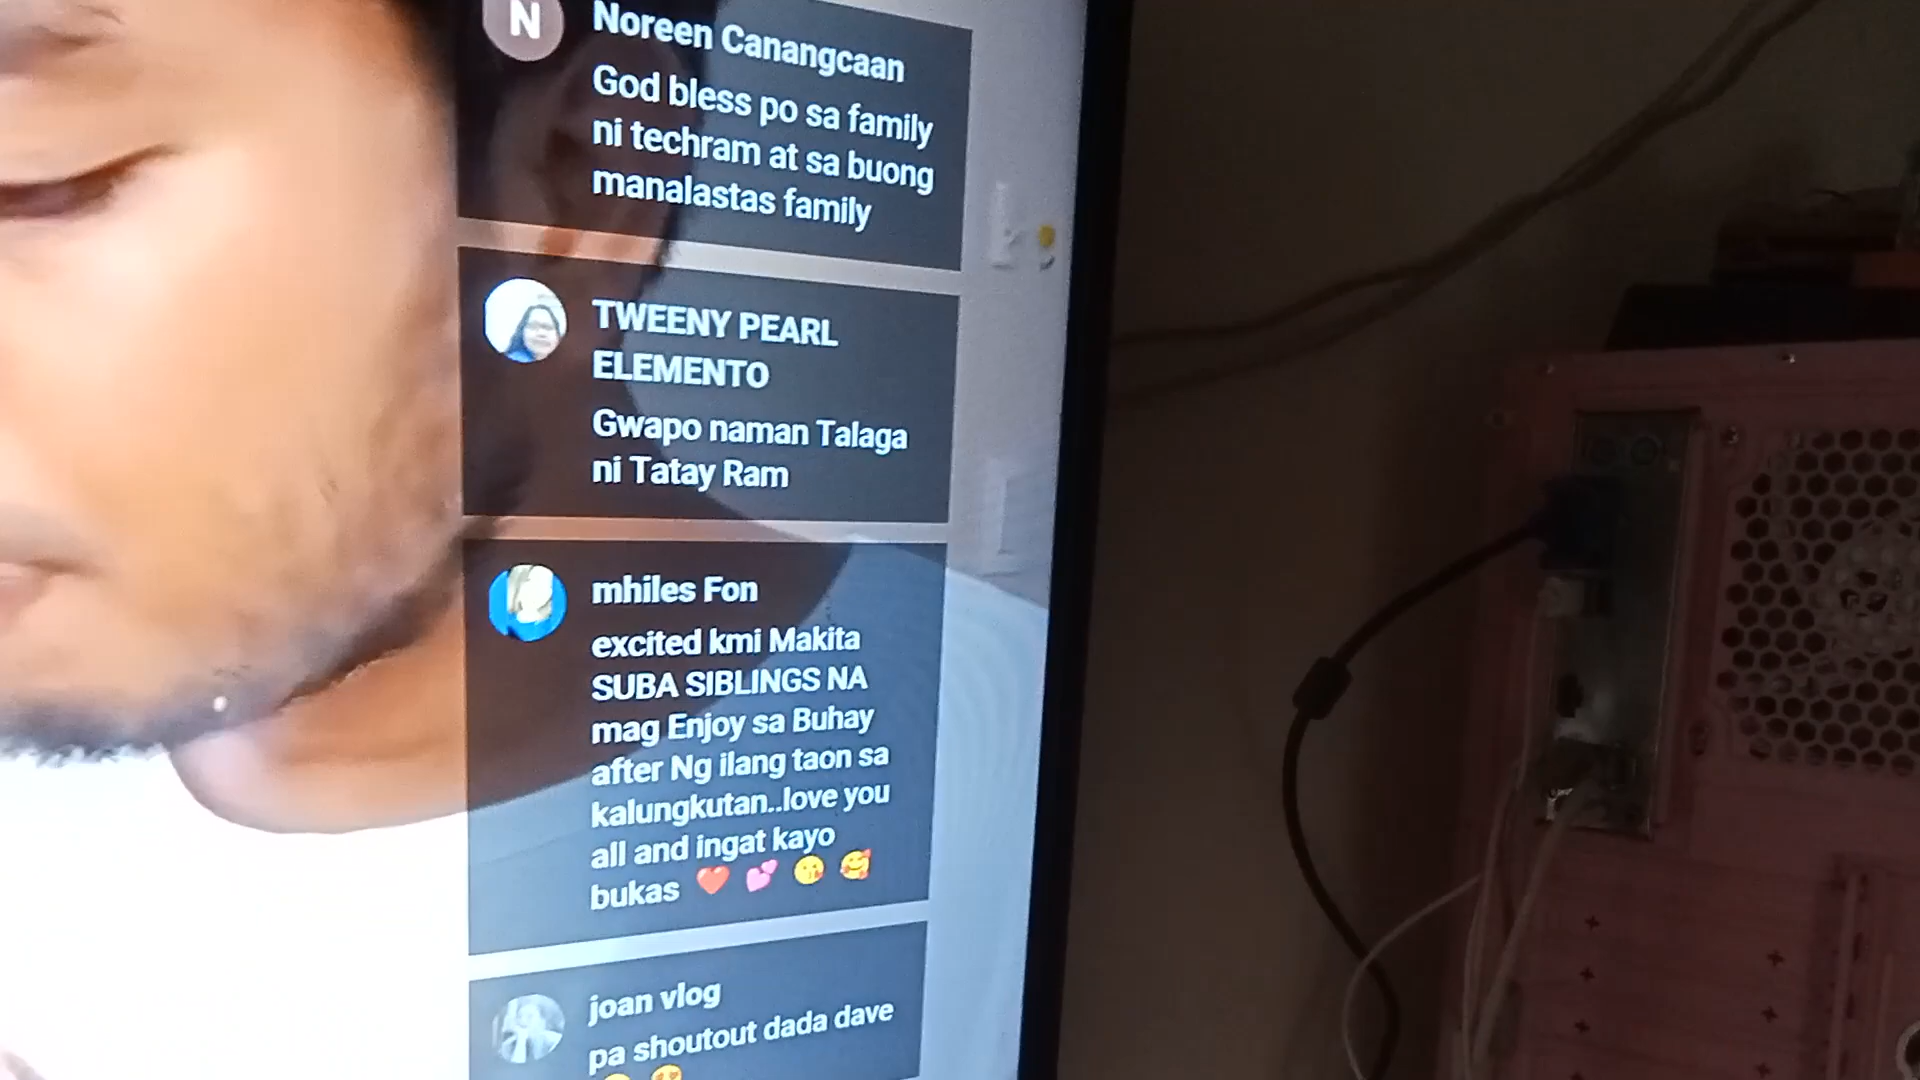 N
Noreen Canangcaan
God bless po sa family
ni techram at sa buong
manalastas family
TWEENY PEARL
ELEMENTO
Gwapo naman Talaga
ni Tatay Ram
mhiles Fon
excited kmi Makita
SUBA SIBLINGS NA
mag Enjoy sa Buhay
after Ng ilang taon sa
kalungkutan..love you
all and ingat kayo
bukas ❤️ 💕 😘 🥰
joan vlog
pa shoutout dada dave